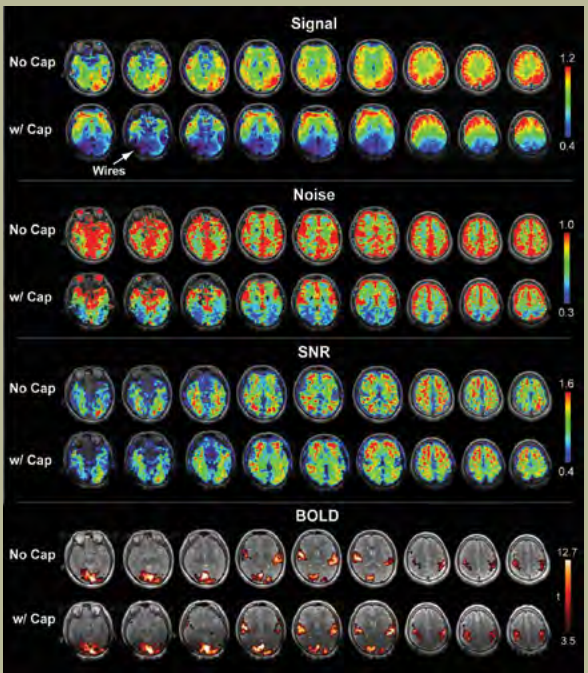 Signal
No Cap
1.2
w/ Cap
0.4
Wires
Noise
No Cap
1.0
w/ Cap
0.3
SNR
No Cap
1.6
w/ Cap
0.4
BOLD
No Cap
12.7
t
w/ Cap
3.5